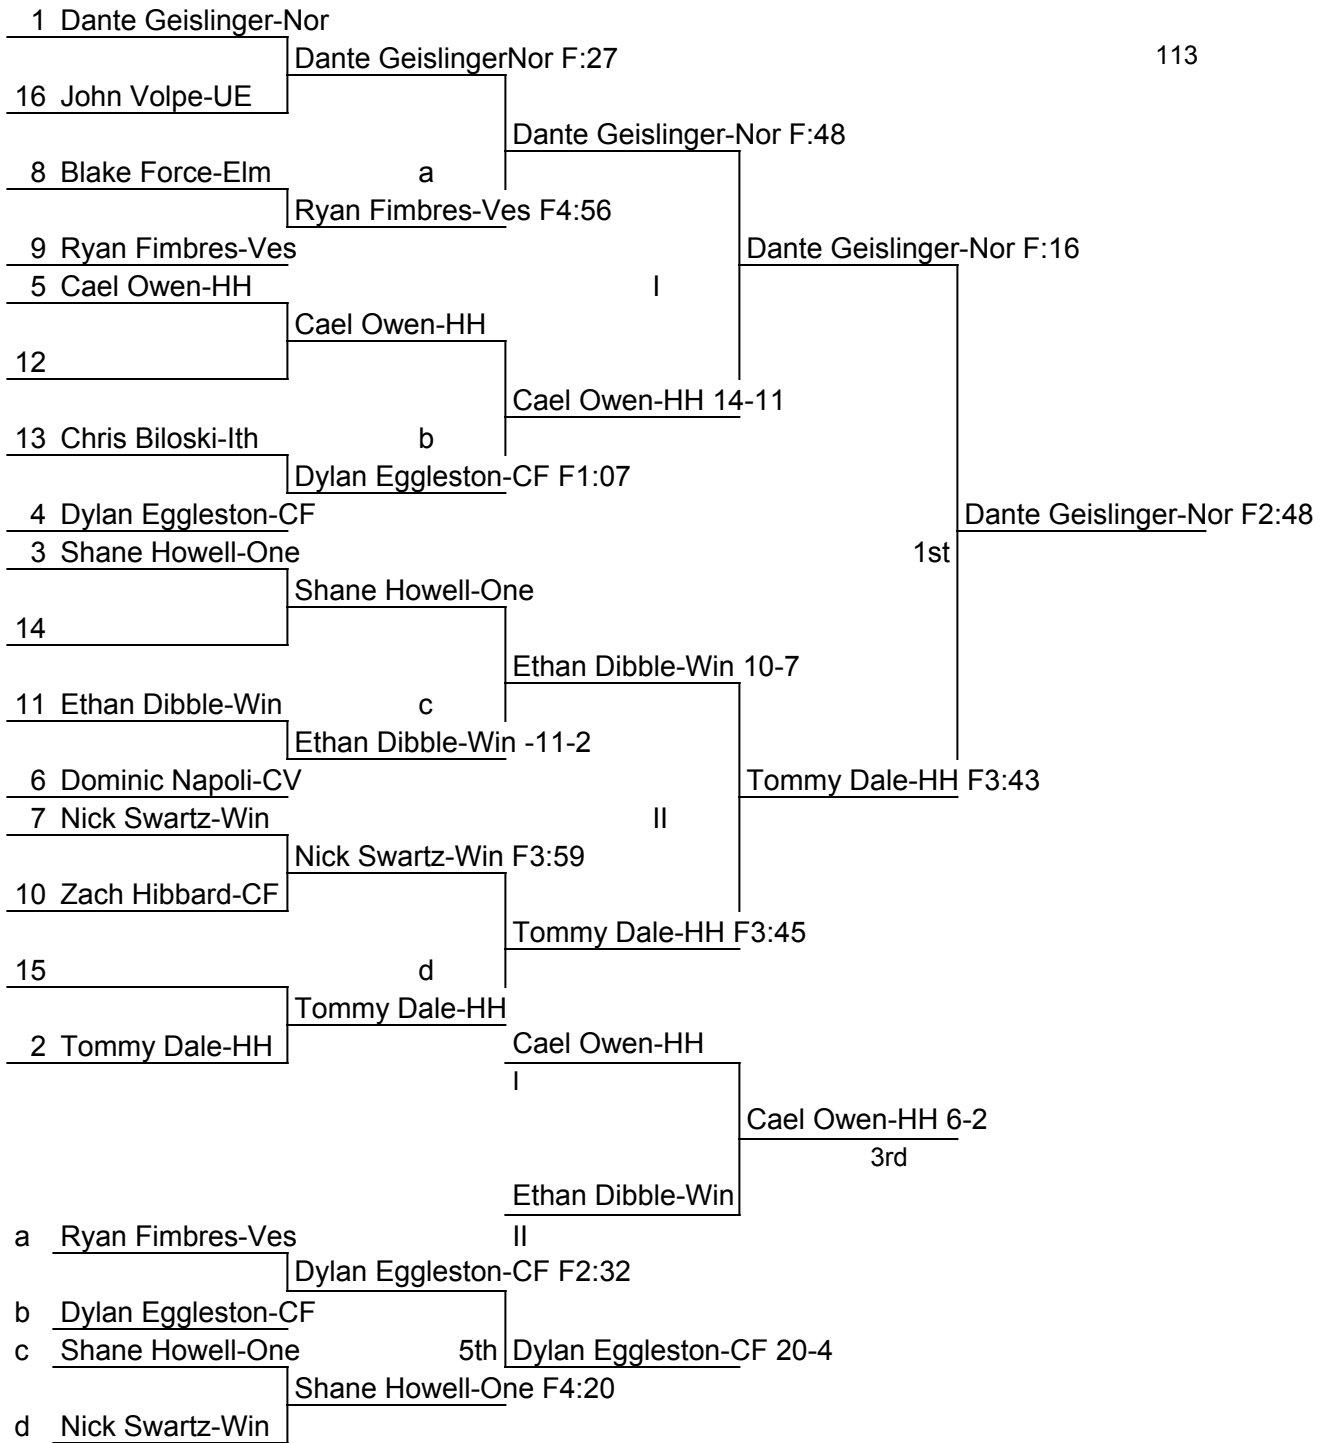 1 Dante Geislinger-Nor
Dante GeislingerNor F:27
113
16 John Volpe-UE
Dante Geislinger-Nor F:48
8 Blake Force-Elm
a
Ryan Fimbres-Ves F4:56
9 Ryan Fimbres-Ves
Dante Geislinger-Nor F:16
5 Cael Owen-HH
I
Cael Owen-HH
12
Cael Owen-HH 14-11
13 Chris Biloski-Ith
b
Dylan Eggleston-CF F1:07
4 Dylan Eggleston-CF
Dante Geislinger-Nor F2:48
3 Shane Howell-One
1st
Shane Howell-One
14
Ethan Dibble-Win 10-7
11 Ethan Dibble-Win
c
Ethan Dibble-Win -11-2
6 Dominic Napoli-CV
Tommy Dale-HH F3:43
7 Nick Swartz-Win
II
Nick Swartz-Win F3:59
10 Zach Hibbard-CF
Tommy Dale-HH F3:45
15
d
Tommy Dale-HH
2 Tommy Dale-HH
Cael Owen-HH
I
Cael Owen-HH 6-2
3rd
Ethan Dibble-Win
a Ryan Fimbres-Ves
II
Dylan Eggleston-CF F2:32
b Dylan Eggleston-CF
c Shane Howell-One
5th Dylan Eggleston-CF 20-4
Shane Howell-One F4:20
d Nick Swartz-Win